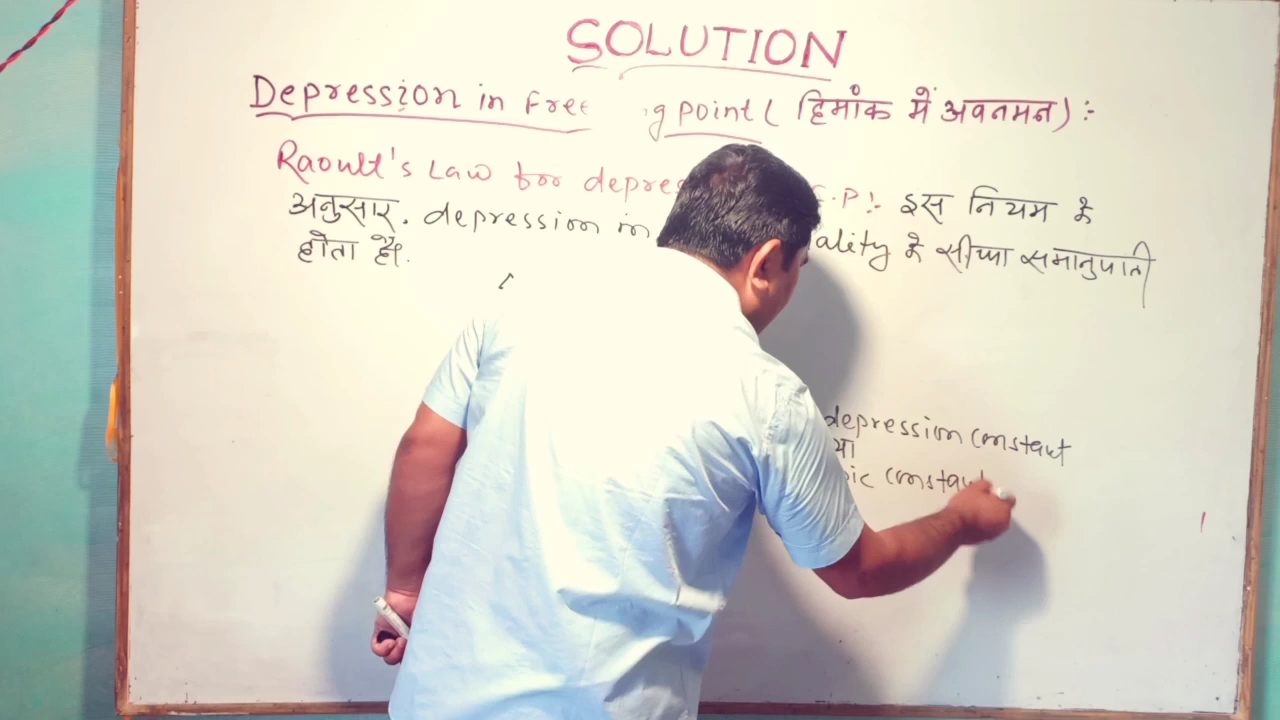 SOLUTION
Depression in Free g point ( हिमांक में अवनमन ) :-
Raoult's Law for depres F.P :- इस नियम के
अनुसार. depression in ality के सीधा समानुपाती
होता है.
depression constant
या
ic constant